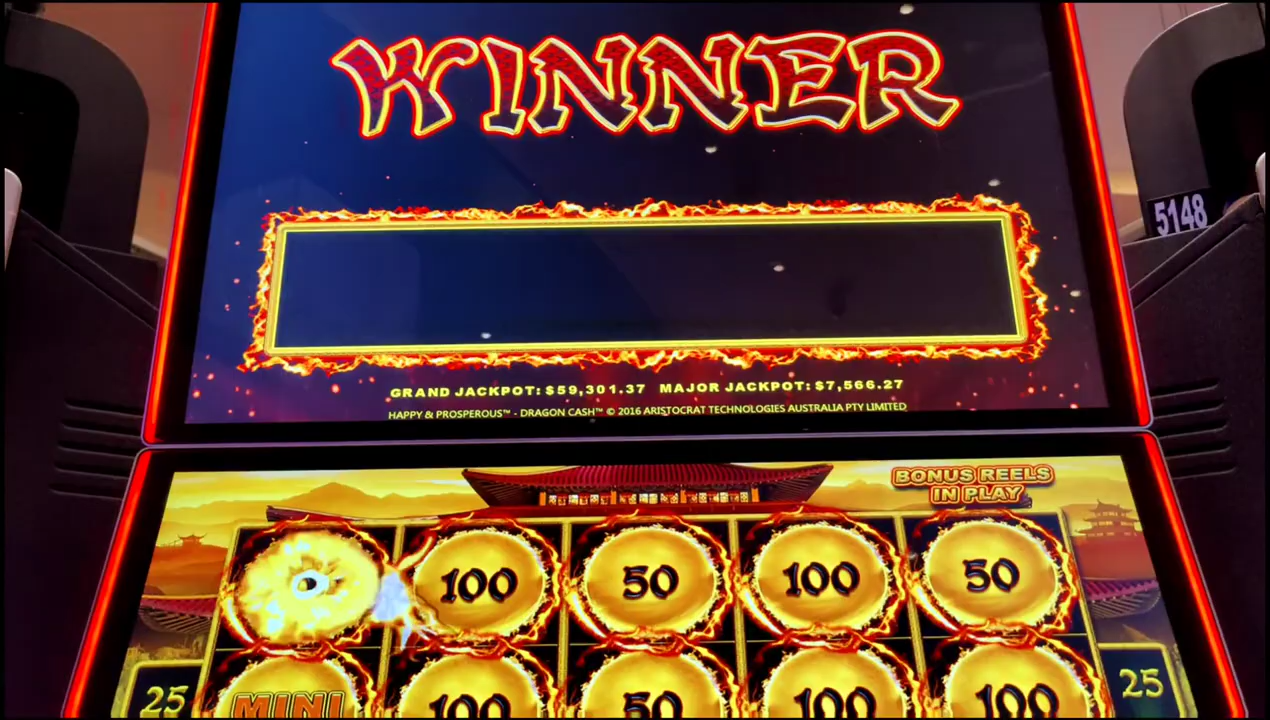 WINNER
5148
GRAND JACKPOT: $59,301.37 MAJOR JACKPOT: $7,566.27
HAPPY & PROSPEROUS™ - DRAGON CASH™ © 2016 ARISTOCRAT TECHNOLOGIES AUSTRALIA PTY LIMITED
BONUS REELS
IN PLAY
100 50 100 50
25 MINI 100 50 100 100 25